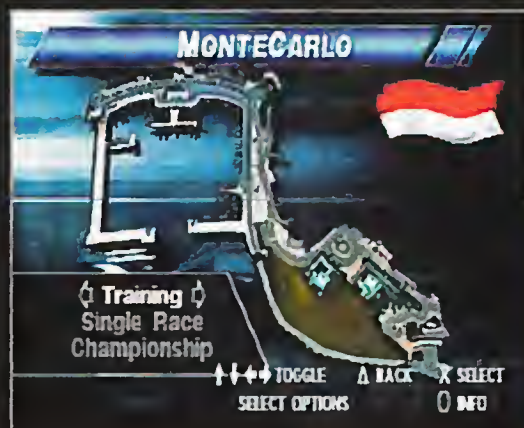 MONTECARLO
Training
Single Race
Championship
TOGGLE △ BACK X SELECT
SELECT OPTIONS O INFO